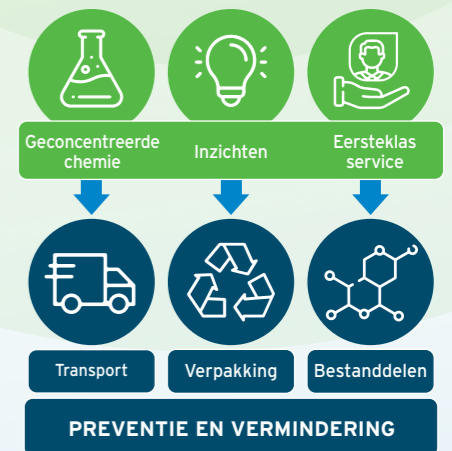 Geconcentreerde
chemie
Inzichten
Eersteklas
service
Transport
Verpakking
Bestanddelen
PREVENTIE EN VERMINDERING